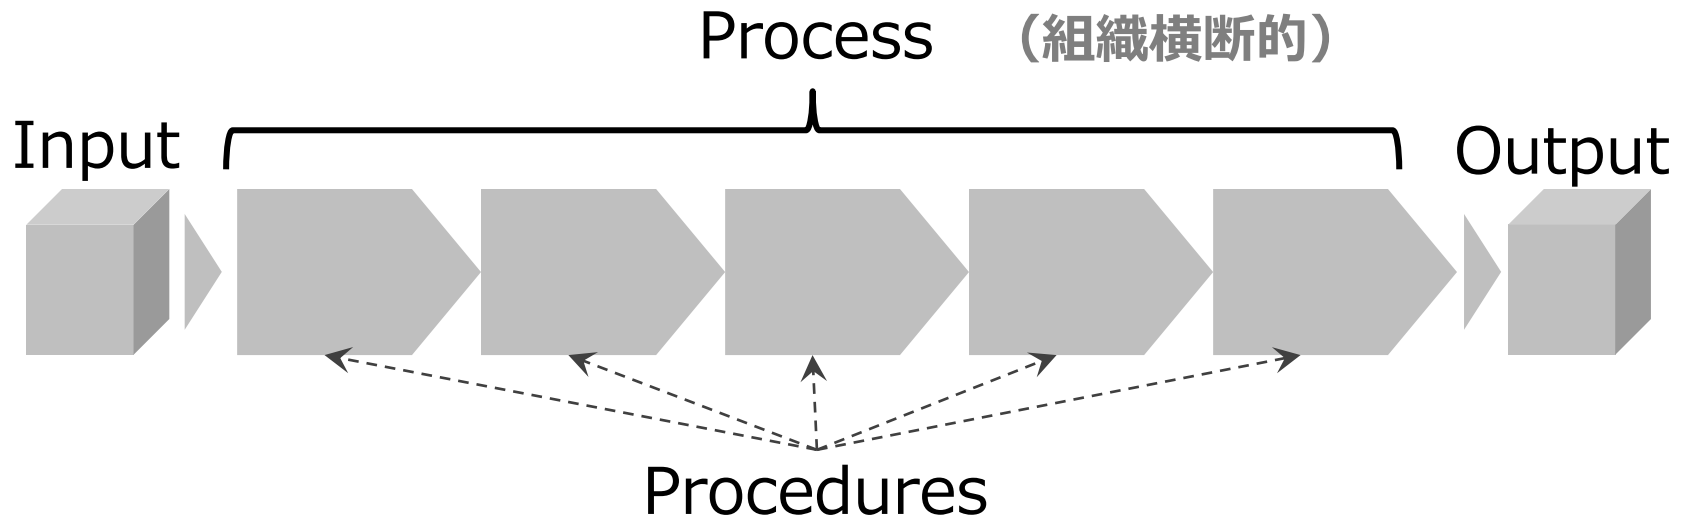 Process （組織横断的）
Input
Output
Procedures